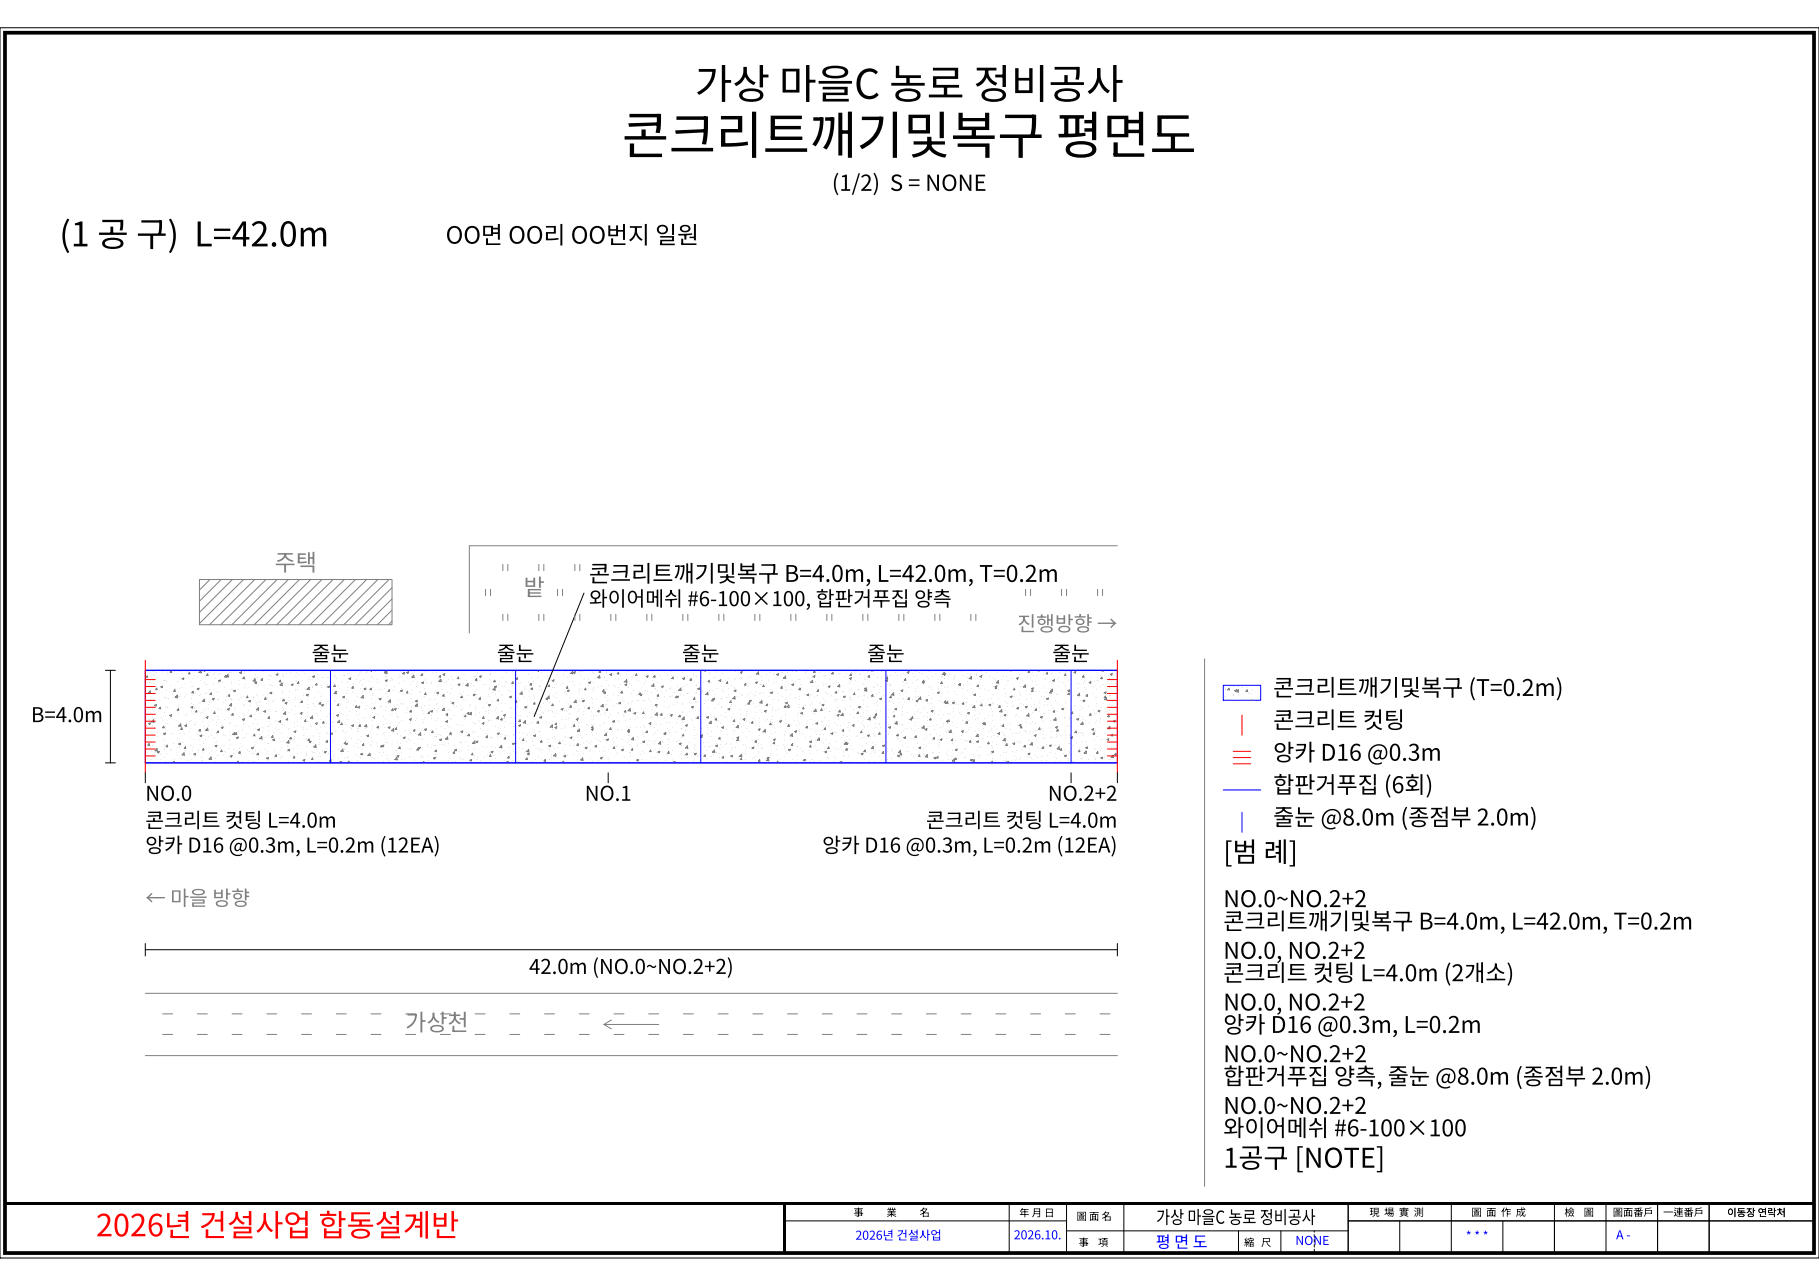 가상 마을C 농로 정비공사
콘크리트깨기및복구 평면도
(1/2) S = NONE
(1 공 구) L=42.0m
OO면 OO리 OO번지 일원
주택
밭
콘크리트깨기및복구 B=4.0m, L=42.0m, T=0.2m
와이어메쉬 #6-100×100, 합판거푸집 양측
진행방향 →
줄눈 줄눈 줄눈 줄눈 줄눈
B=4.0m
NO.0 NO.1 NO.2+2
콘크리트 컷팅 L=4.0m
앙카 D16 @0.3m, L=0.2m (12EA)
콘크리트 컷팅 L=4.0m
앙카 D16 @0.3m, L=0.2m (12EA)
← 마을 방향
42.0m (NO.0~NO.2+2)
가상천
콘크리트깨기및복구 (T=0.2m)
콘크리트 컷팅
앙카 D16 @0.3m
합판거푸집 (6회)
줄눈 @8.0m (종점부 2.0m)
[범 례]
NO.0~NO.2+2
콘크리트깨기및복구 B=4.0m, L=42.0m, T=0.2m
NO.0, NO.2+2
콘크리트 컷팅 L=4.0m (2개소)
NO.0, NO.2+2
앙카 D16 @0.3m, L=0.2m
NO.0~NO.2+2
합판거푸집 양측, 줄눈 @8.0m (종점부 2.0m)
NO.0~NO.2+2
와이어메쉬 #6-100×100
1공구 [NOTE]
2026년 건설사업 합동설계반
事 業 名
2026년 건설사업
年月日
2026.10.
圖面名
가상 마을C 농로 정비공사
事 項
평 면 도
縮 尺
NONE
現 場 實 測
圖 面 作 成
* * *
檢 圖
圖面番戶
A -
一連番戶
이동장 연락처